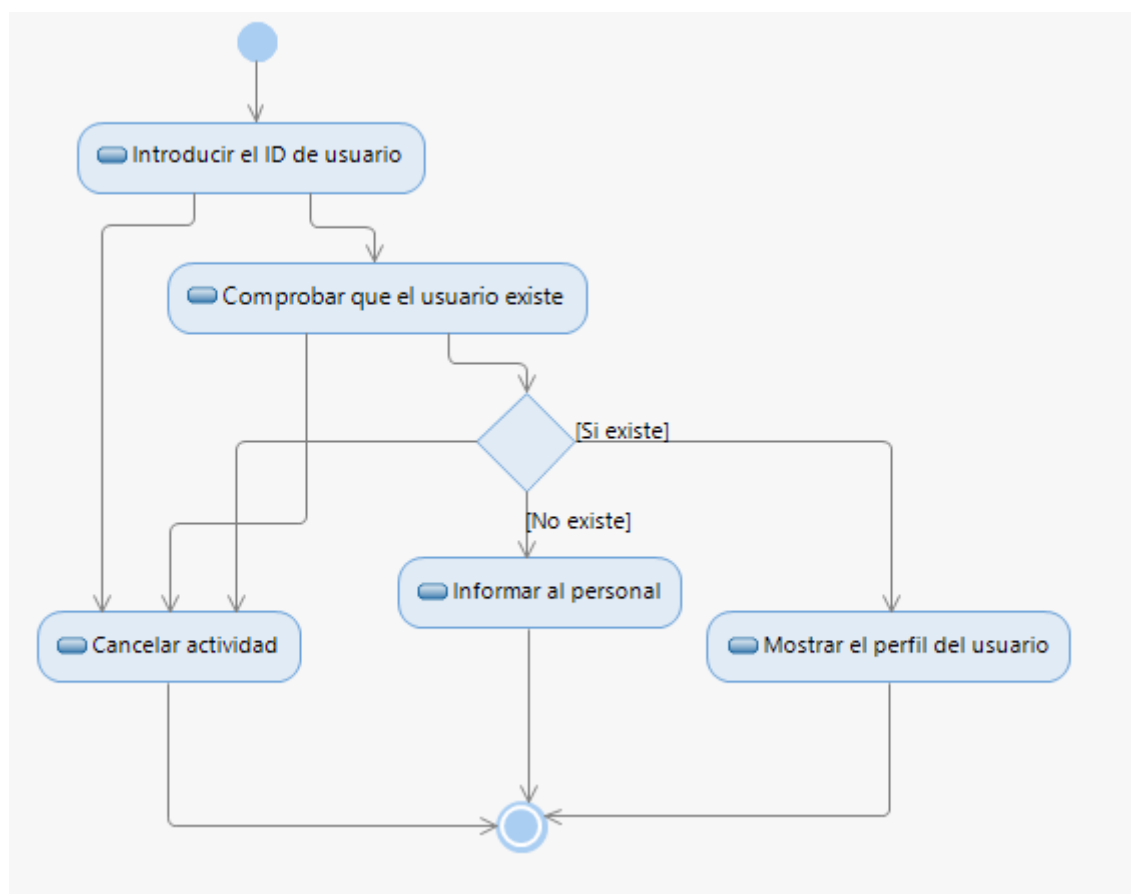 Introducir el ID de usuario
Comprobar que el usuario existe
[Si existe]
[No existe]
Informar al personal
Cancelar actividad
Mostrar el perfil del usuario